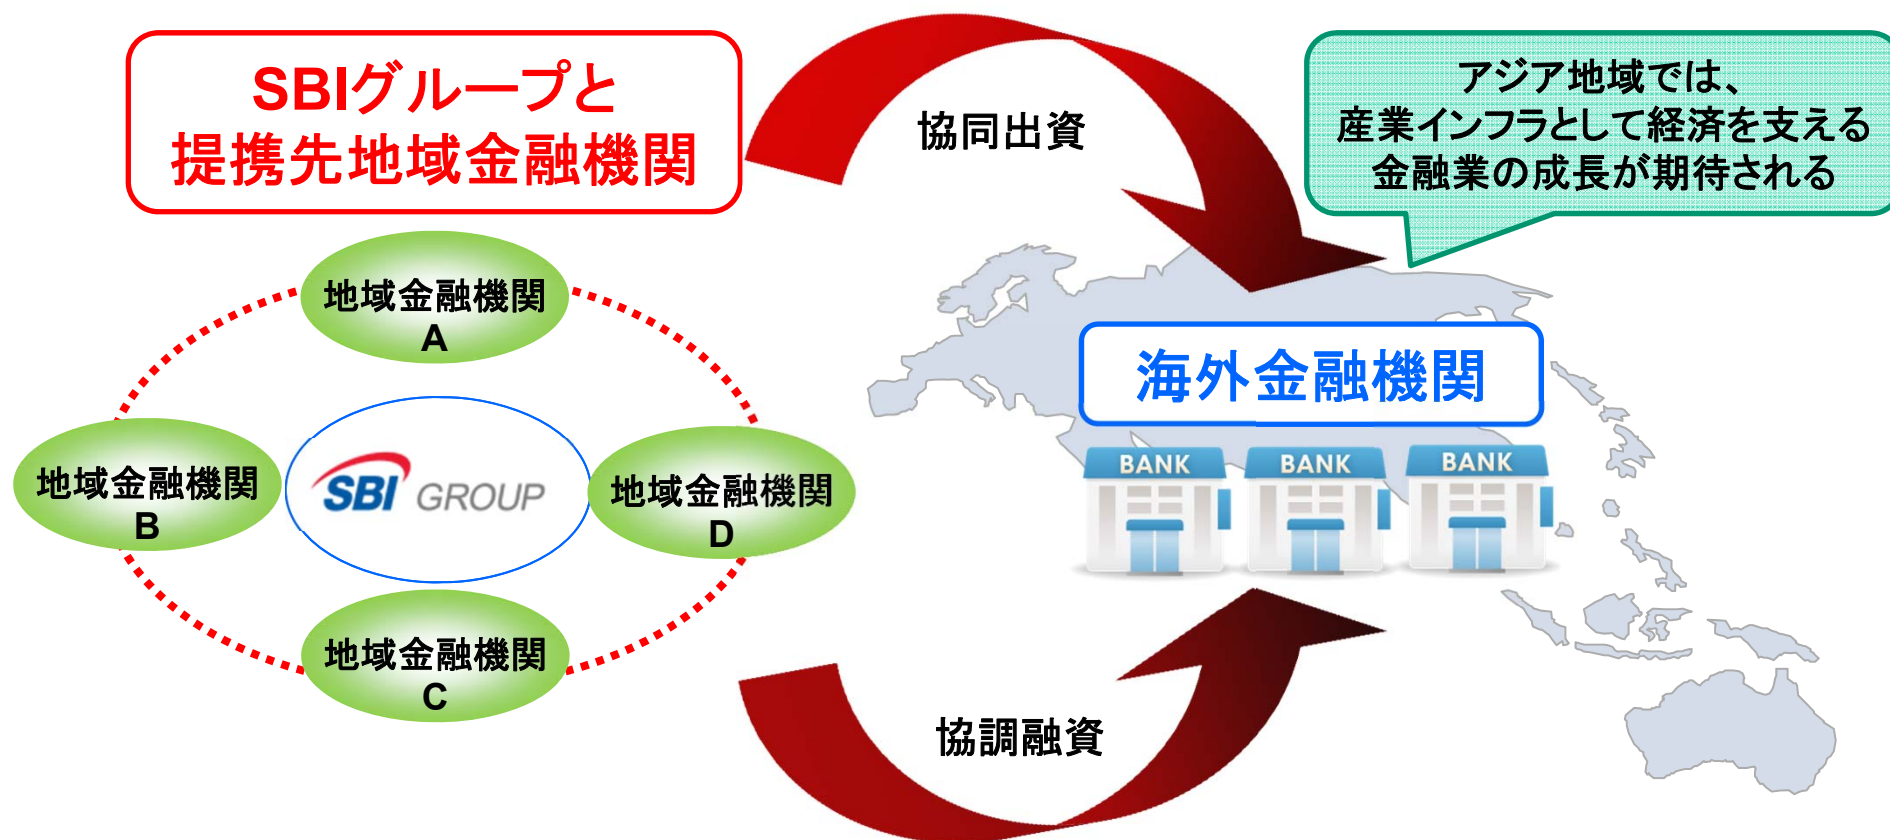 SBIグループと
提携先地域金融機関
協同出資
アジア地域では、
産業インフラとして経済を支える
金融業の成長が期待される
地域金融機関
A
地域金融機関
B
SBI GROUP
地域金融機関
D
地域金融機関
C
海外金融機関
BANK
BANK
BANK
協調融資